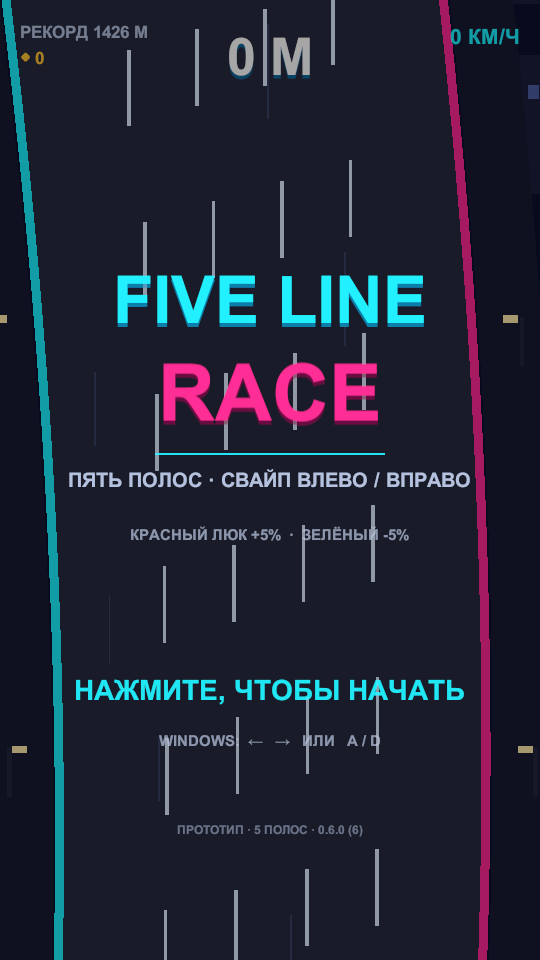 РЕКОРД 1426 М
0 М
0 КМ/Ч
0
FIVE LINE
RACE
ПЯТЬ ПОЛОС · СВАЙП ВЛЕВО / ВПРАВО
КРАСНЫЙ ЛЮК +5% · ЗЕЛЁНЫЙ -5%
НАЖМИТЕ, ЧТОБЫ НАЧАТЬ
WINDOWS: ← → ИЛИ A / D
ПРОТОТИП · 5 ПОЛОС · 0.6.0 (6)